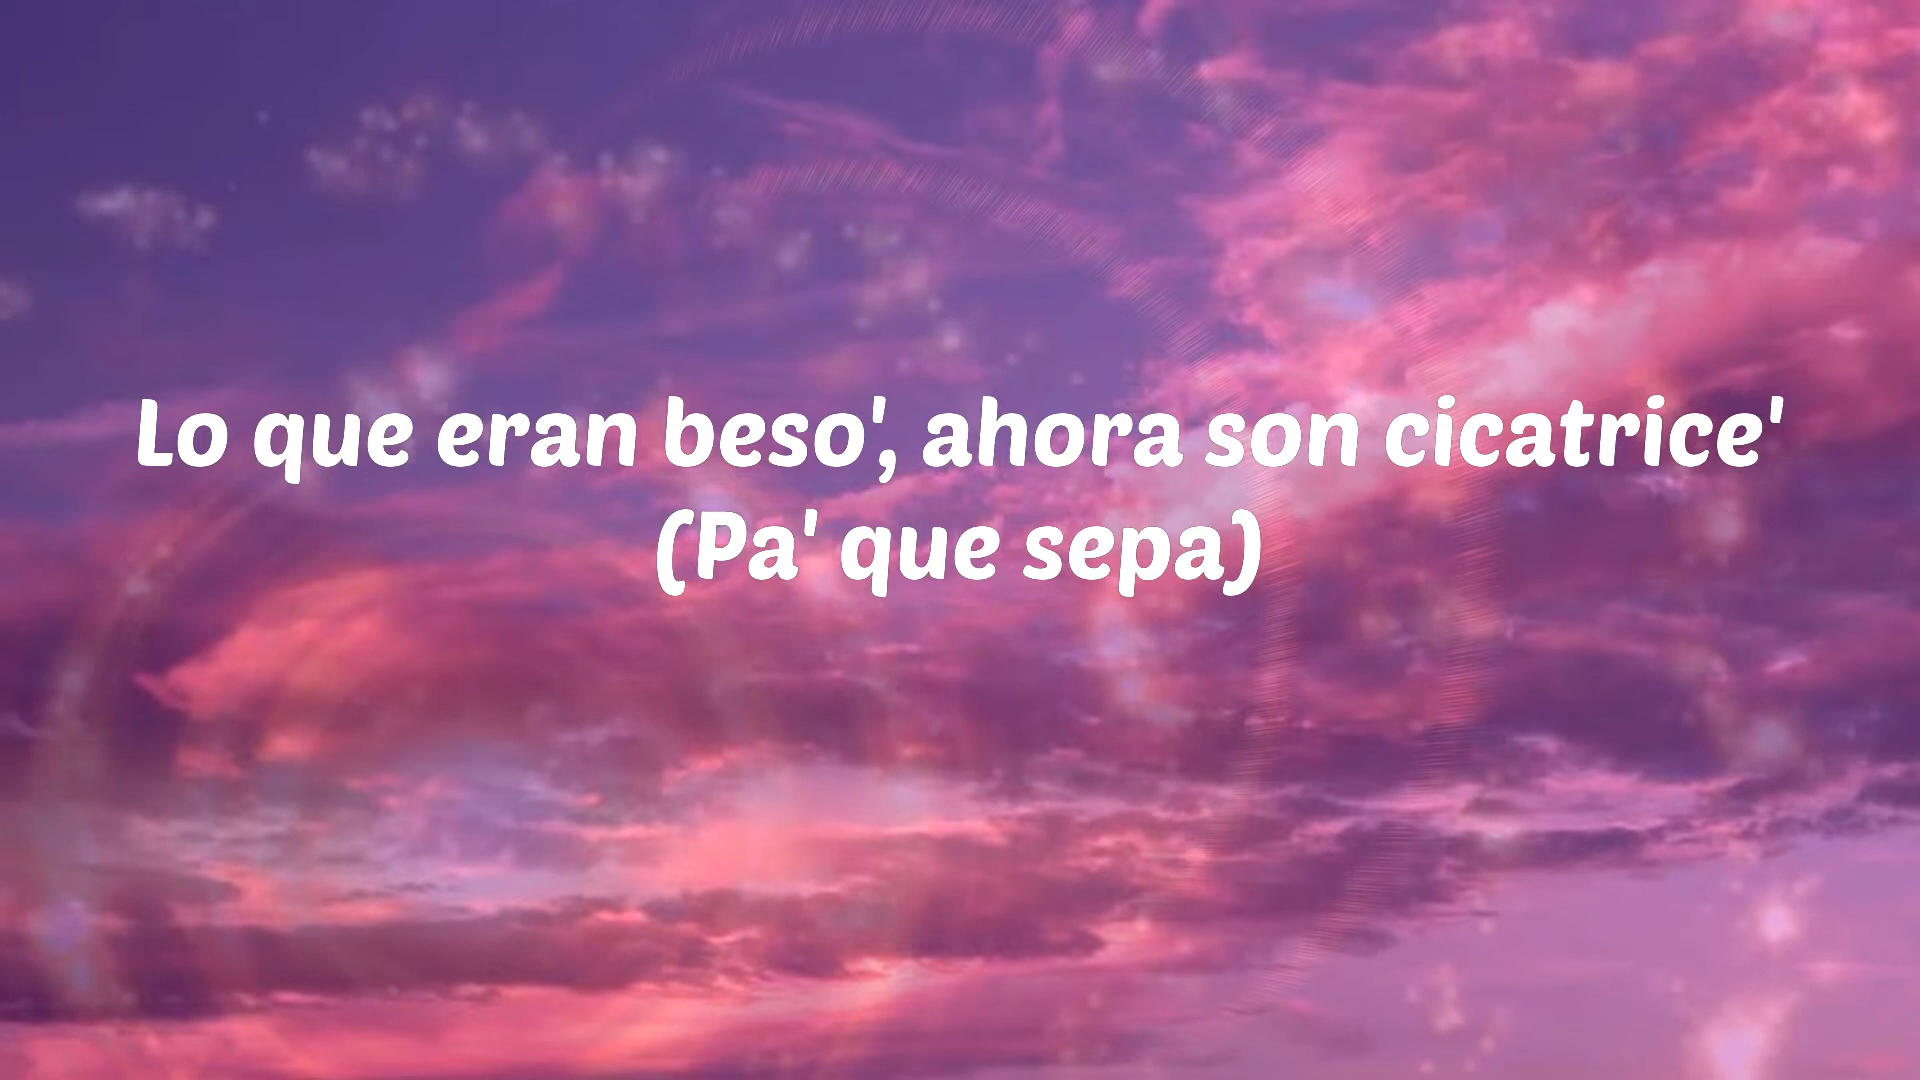 Lo que eran beso', ahora son cicatrice'
(Pa' que sepa)